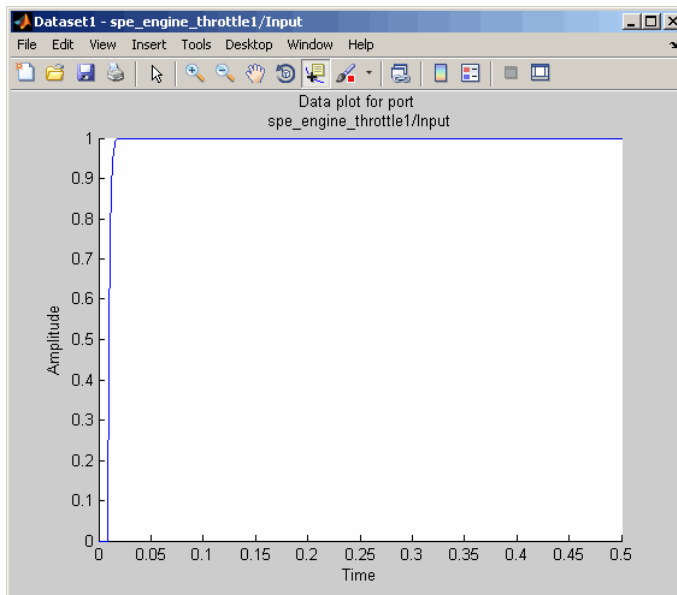 Dataset1 - spe_engine_throttle1/Input
File Edit View Insert Tools Desktop Window Help
Data plot for port
spe_engine_throttle1/Input
1
0.9
0.8
0.7
0.6
0.5
0.4
0.3
0.2
0.1
0
Amplitude
0 0.05 0.1 0.15 0.2 0.25 0.3 0.35 0.4 0.45 0.5
Time